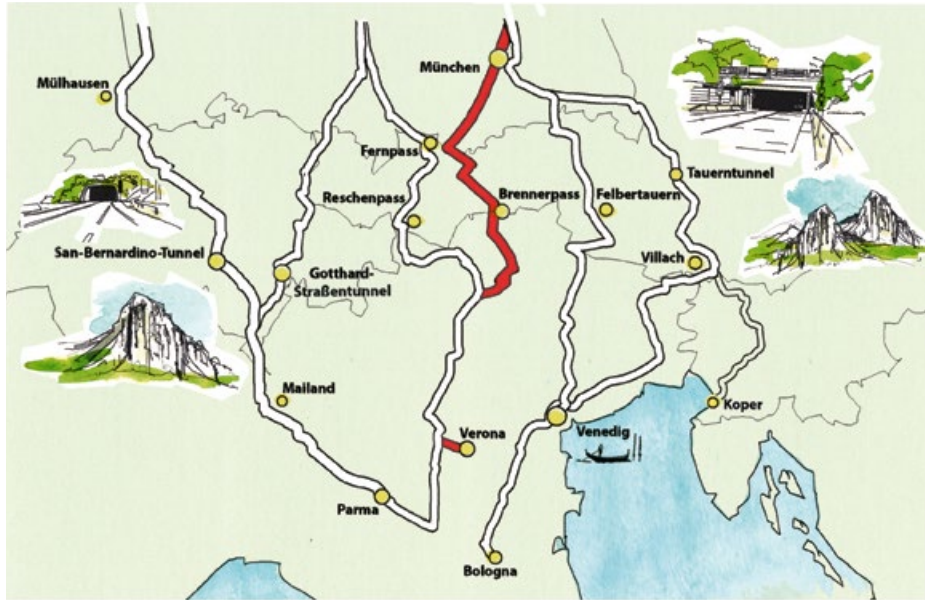 München
Mülhausen
Fernpass
Tauerntunnel
Reschenpass
Brennerpass
Felbertauern
San-Bernardino-Tunnel
Villach
Gotthard-
Straßentunnel
Mailand
Koper
Verona
Venedig
Parma
Bologna